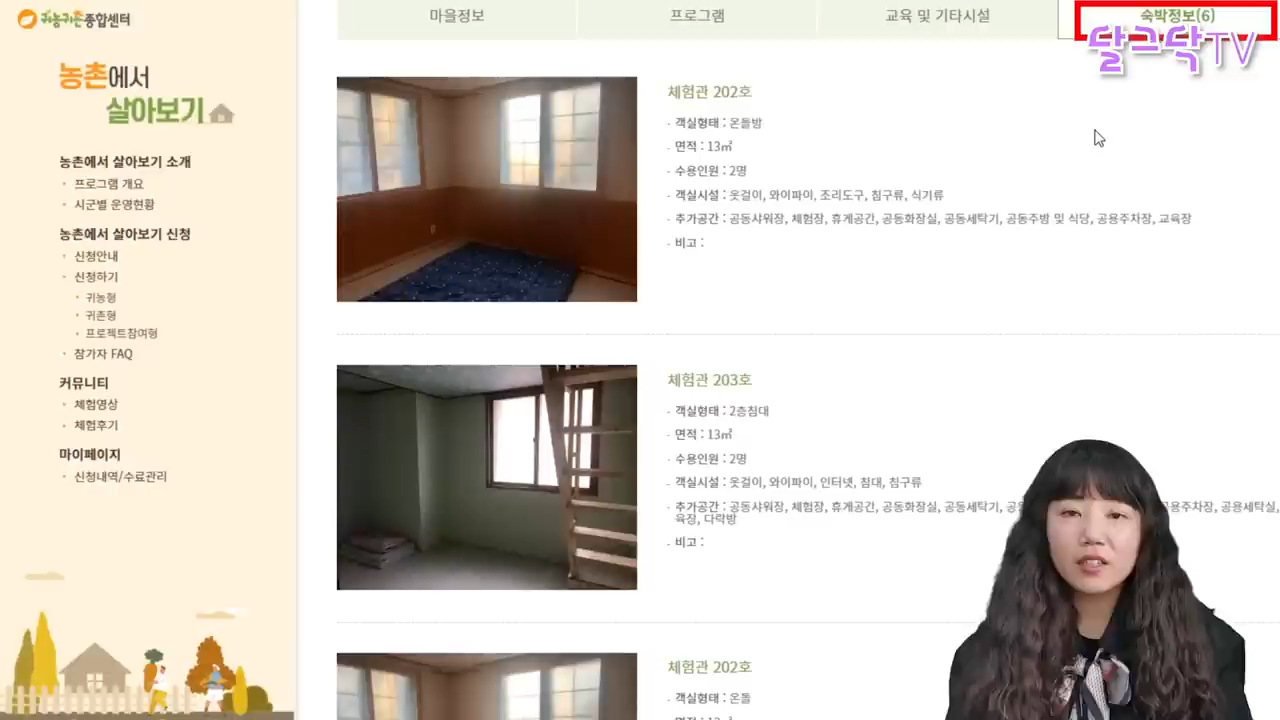 귀농귀촌종합센터
농촌에서
살아보기
농촌에서 살아보기 소개
프로그램 개요
시군별 운영현황
농촌에서 살아보기 신청
신청안내
신청하기
귀농형
귀촌형
프로젝트참여형
참가자 FAQ
커뮤니티
체험영상
체험후기
마이페이지
신청내역/수료관리
마을정보
프로그램
교육 및 기타시설
숙박정보(6)
달그닥TV
체험관 202호
- 객실형태 : 온돌방
- 면적 : 13㎡
- 수용인원 : 2명
- 객실시설 : 옷걸이, 와이파이, 조리도구, 침구류, 식기류
- 추가공간 : 공동샤워장, 체험장, 휴게공간, 공동화장실, 공동세탁기, 공동주방 및 식당, 공용주차장, 교육장
- 비고 :
체험관 203호
- 객실형태 : 2층침대
- 면적 : 13㎡
- 수용인원 : 2명
- 객실시설 : 옷걸이, 와이파이, 인터넷, 침대, 침구류
- 추가공간 : 공동샤워장, 체험장, 휴게공간, 공동화장실, 공동세탁기, 공용주차장, 공용세탁실,
육장, 다락방
- 비고 :
체험관 202호
- 객실형태 : 온돌